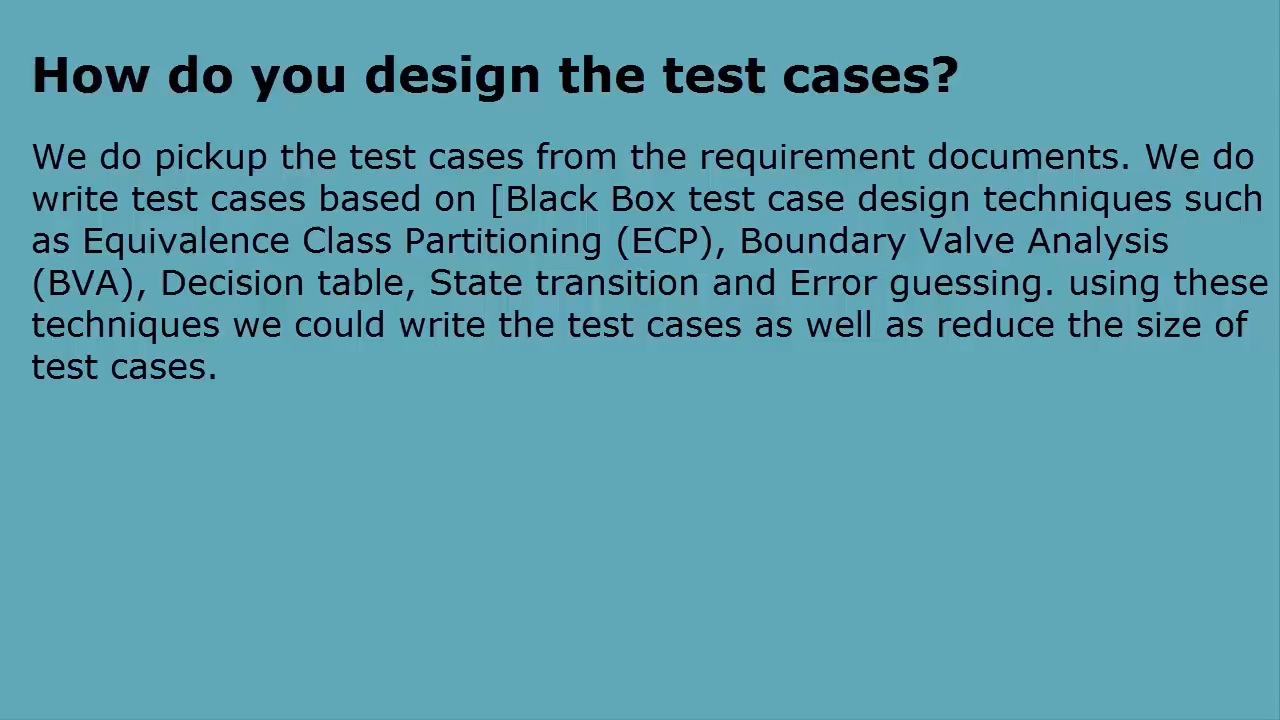 How do you design the test cases?
We do pickup the test cases from the requirement documents. We do
write test cases based on [Black Box test case design techniques such
as Equivalence Class Partitioning (ECP), Boundary Valve Analysis
(BVA), Decision table, State transition and Error guessing. using these
techniques we could write the test cases as well as reduce the size of
test cases.